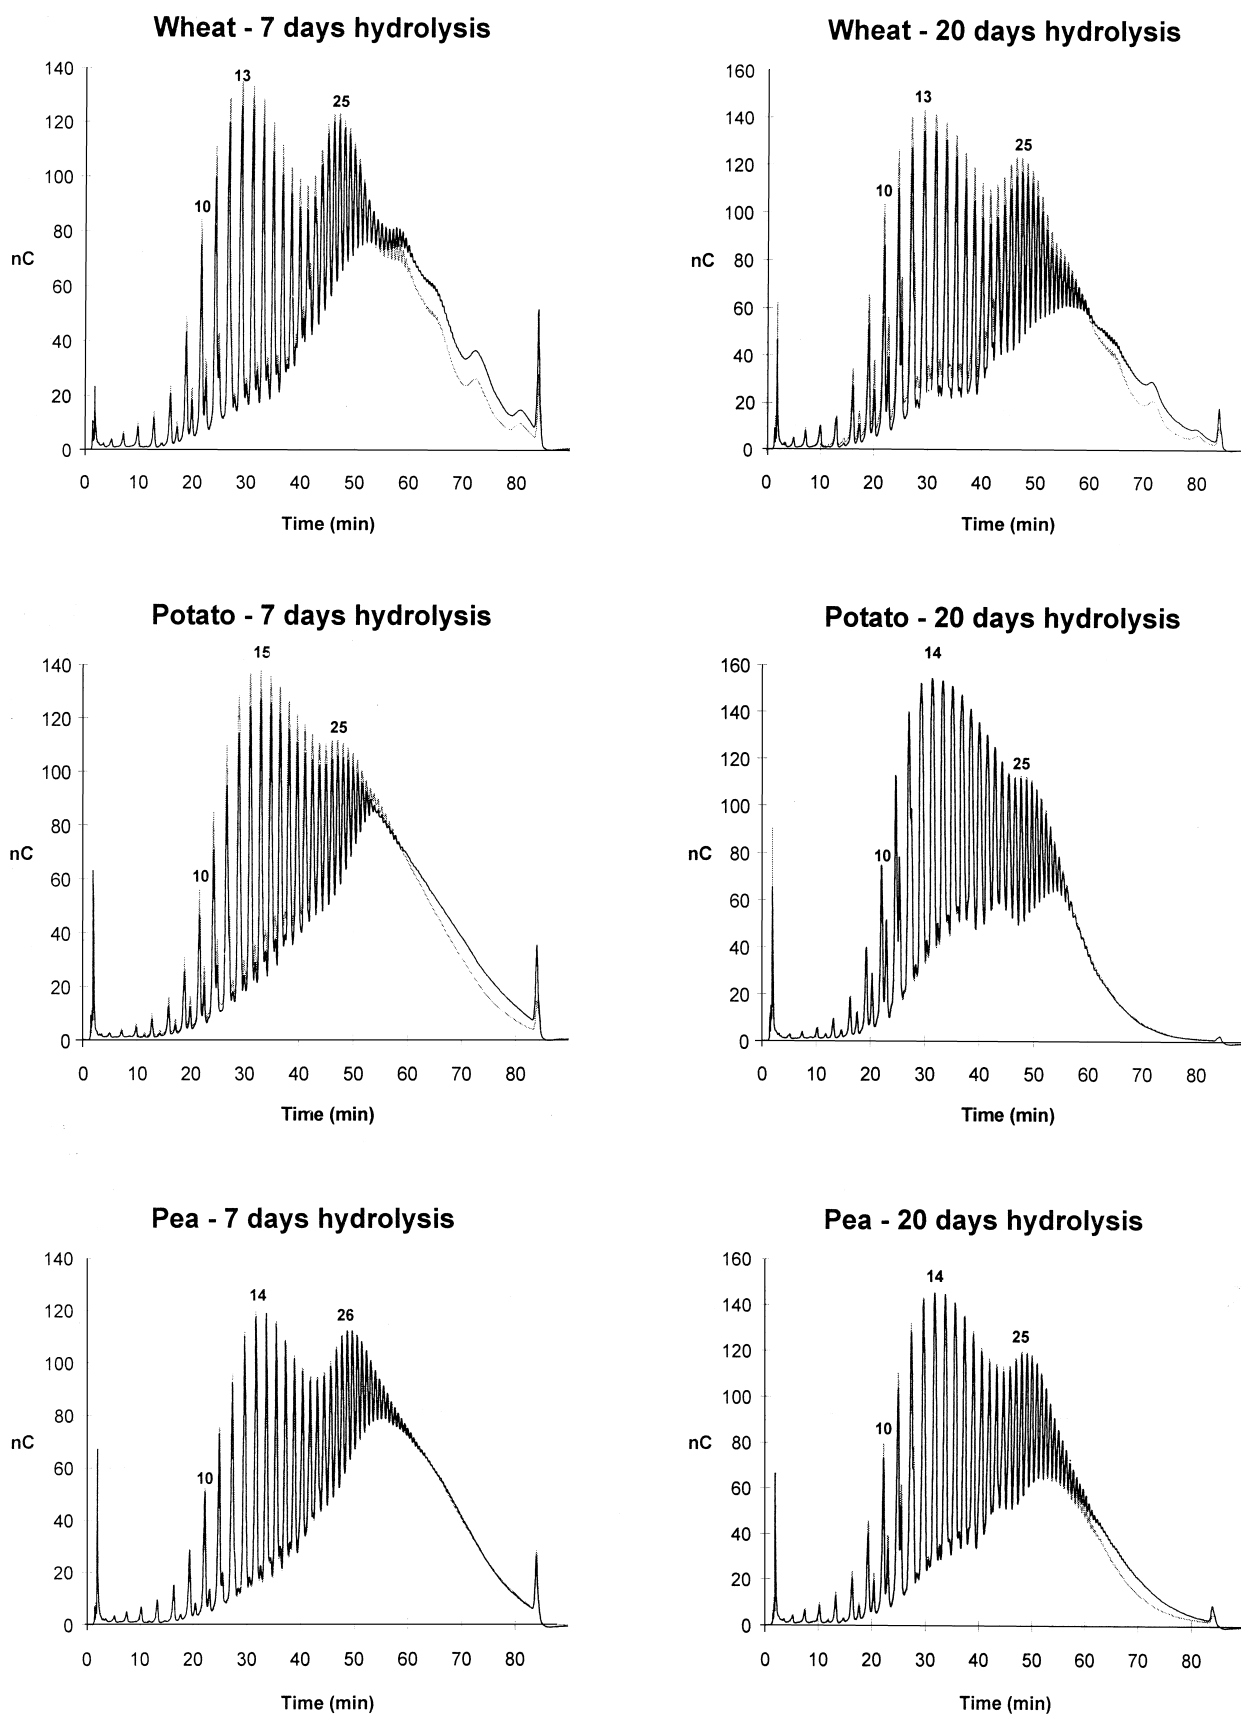 Wheat - 7 days hydrolysis
140
120
100
80
60
40
20
0
nC
10
13
25
0 10 20 30 40 50 60 70 80
Time (min)
Wheat - 20 days hydrolysis
160
140
120
100
80
60
40
20
0
nC
10
13
25
0 10 20 30 40 50 60 70 80
Time (min)
Potato - 7 days hydrolysis
140
120
100
80
60
40
20
0
nC
10
15
25
0 10 20 30 40 50 60 70 80
Time (min)
Potato - 20 days hydrolysis
160
140
120
100
80
60
40
20
0
nC
10
14
25
0 10 20 30 40 50 60 70 80
Time (min)
Pea - 7 days hydrolysis
140
120
100
80
60
40
20
0
nC
10
14
26
0 10 20 30 40 50 60 70 80
Time (min)
Pea - 20 days hydrolysis
160
140
120
100
80
60
40
20
0
nC
10
14
25
0 10 20 30 40 50 60 70 80
Time (min)